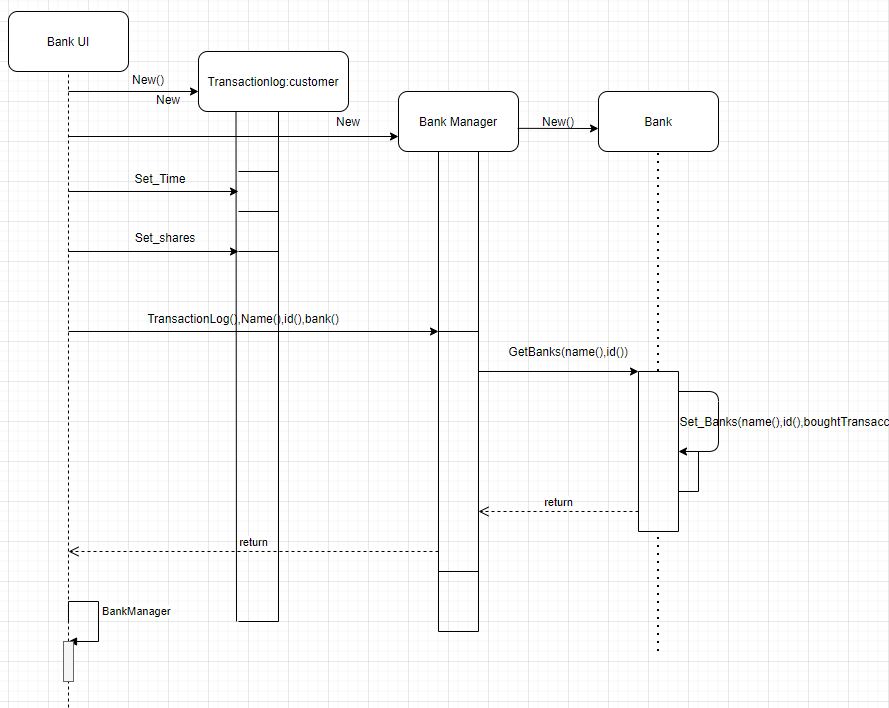 Bank UI
Transactionlog:customer
New()
New
New
Bank Manager
New()
Bank
Set_Time
Set_shares
TransactionLog(),Name(),id(),bank()
GetBanks(name(),id())
Set_Banks(name(),id(),boughtTransacc
return
return
BankManager